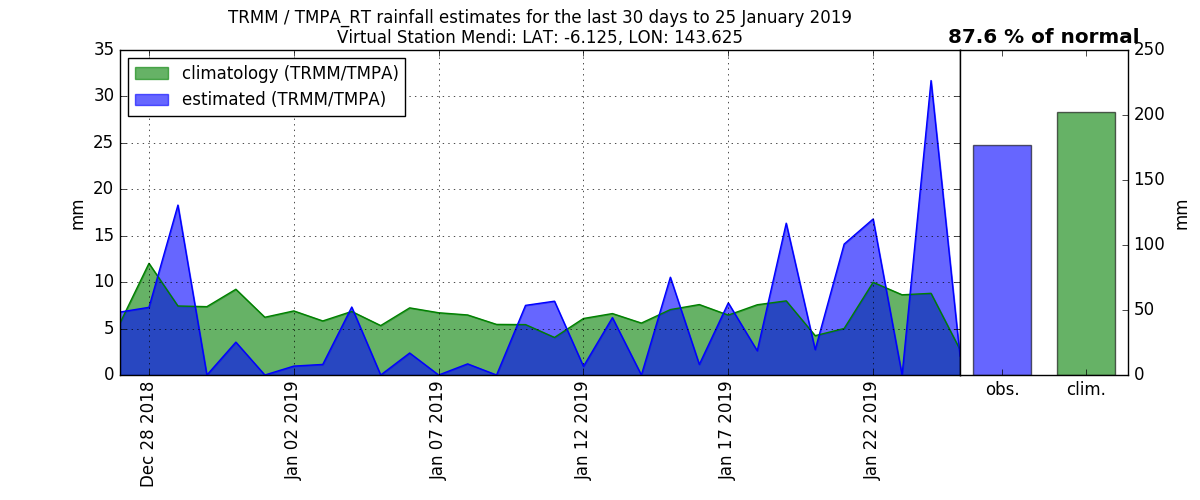 TRMM / TMPA_RT rainfall estimates for the last 30 days to 25 January 2019
Virtual Station Mendi: LAT: -6.125, LON: 143.625
87.6 % of normal
climatology (TRMM/TMPA)
estimated (TRMM/TMPA)
mm
35
30
25
20
15
10
5
0
Dec 28 2018
Jan 02 2019
Jan 07 2019
Jan 12 2019
Jan 17 2019
Jan 22 2019
250
200
150
100
50
0
mm
obs.
clim.